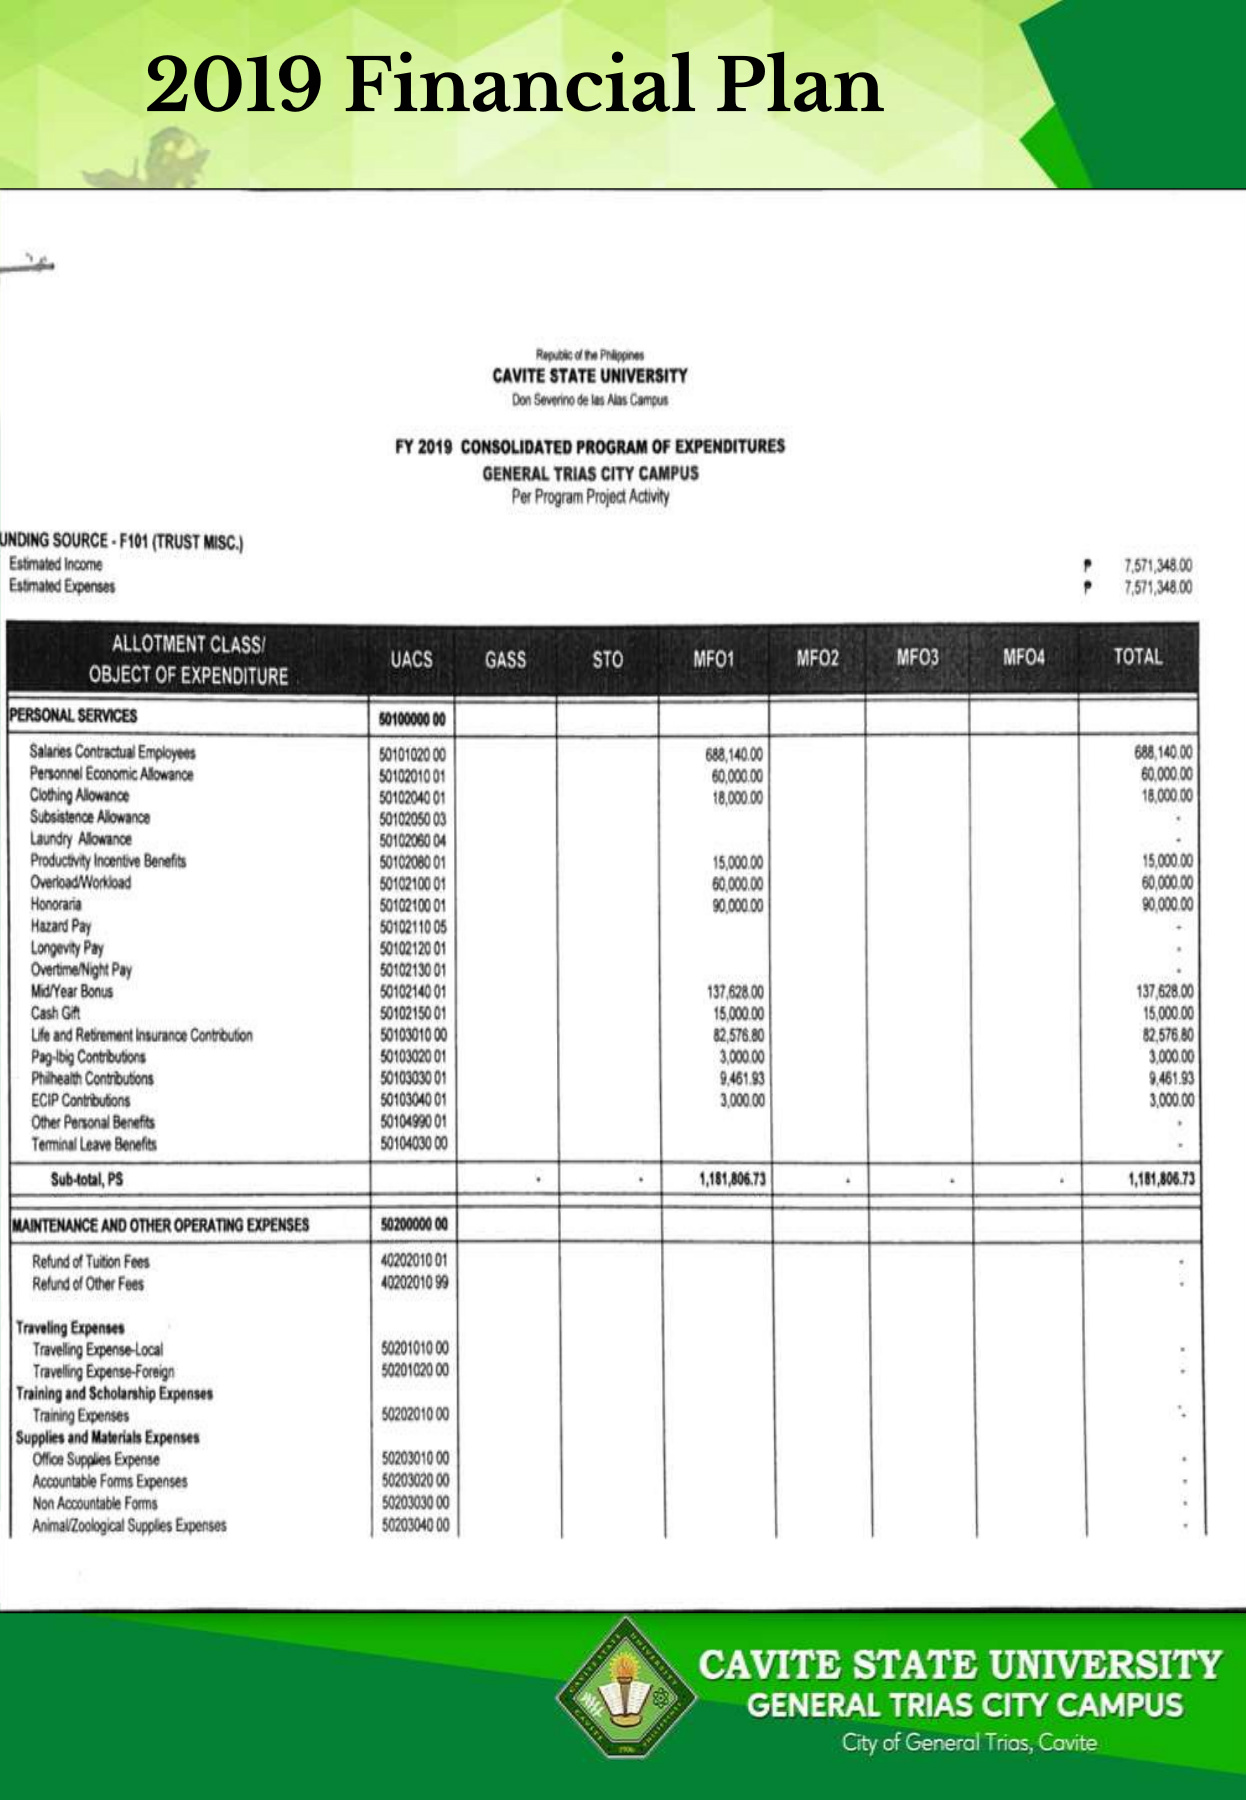 2019 Financial Plan
Republic of the Philippines
CAVITE STATE UNIVERSITY
Don Severino de las Alas Campus
FY 2019 CONSOLIDATED PROGRAM OF EXPENDITURES
GENERAL TRIAS CITY CAMPUS
Per Program Project Activity
UNDING SOURCE - F101 (TRUST MISC.)
Estimated Income ₱ 7,571,348.00
Estimated Expenses ₱ 7,571,348.00
ALLOTMENT CLASS/ OBJECT OF EXPENDITURE UACS GASS STO MFO1 MFO2 MFO3 MFO4 TOTAL
PERSONAL SERVICES 50100000 00
Salaries Contractual Employees 50101020 00 688,140.00 688,140.00
Personnel Economic Allowance 50102010 01 60,000.00 60,000.00
Clothing Allowance 50102040 01 18,000.00 18,000.00
Subsistence Allowance 50102050 03 -
Laundry Allowance 50102060 04 -
Productivity Incentive Benefits 50102080 01 15,000.00 15,000.00
Overload/Workload 50102100 01 60,000.00 60,000.00
Honoraria 50102100 01 90,000.00 90,000.00
Hazard Pay 50102110 05 -
Longevity Pay 50102120 01 -
Overtime/Night Pay 50102130 01 -
Mid/Year Bonus 50102140 01 137,628.00 137,628.00
Cash Gift 50102150 01 15,000.00 15,000.00
Life and Retirement Insurance Contribution 50103010 00 82,576.80 82,576.80
Pag-Ibig Contributions 50103020 01 3,000.00 3,000.00
Philhealth Contributions 50103030 01 9,461.93 9,461.93
ECIP Contributions 50103040 01 3,000.00 3,000.00
Other Personal Benefits 50104990 01 -
Terminal Leave Benefits 50104030 00 -
Sub-total, PS - - 1,181,806.73 - - - 1,181,806.73
MAINTENANCE AND OTHER OPERATING EXPENSES 50200000 00
Refund of Tuition Fees 40202010 01 -
Refund of Other Fees 40202010 99 -
Traveling Expenses
Travelling Expense-Local 50201010 00 -
Travelling Expense-Foreign 50201020 00 -
Training and Scholarship Expenses
Training Expenses 50202010 00 -
Supplies and Materials Expenses
Office Supplies Expense 50203010 00 -
Accountable Forms Expenses 50203020 00 -
Non Accountable Forms 50203030 00 -
Animal/Zoological Supplies Expenses 50203040 00 -
CAVITE STATE UNIVERSITY
GENERAL TRIAS CITY CAMPUS
City of General Trias, Cavite